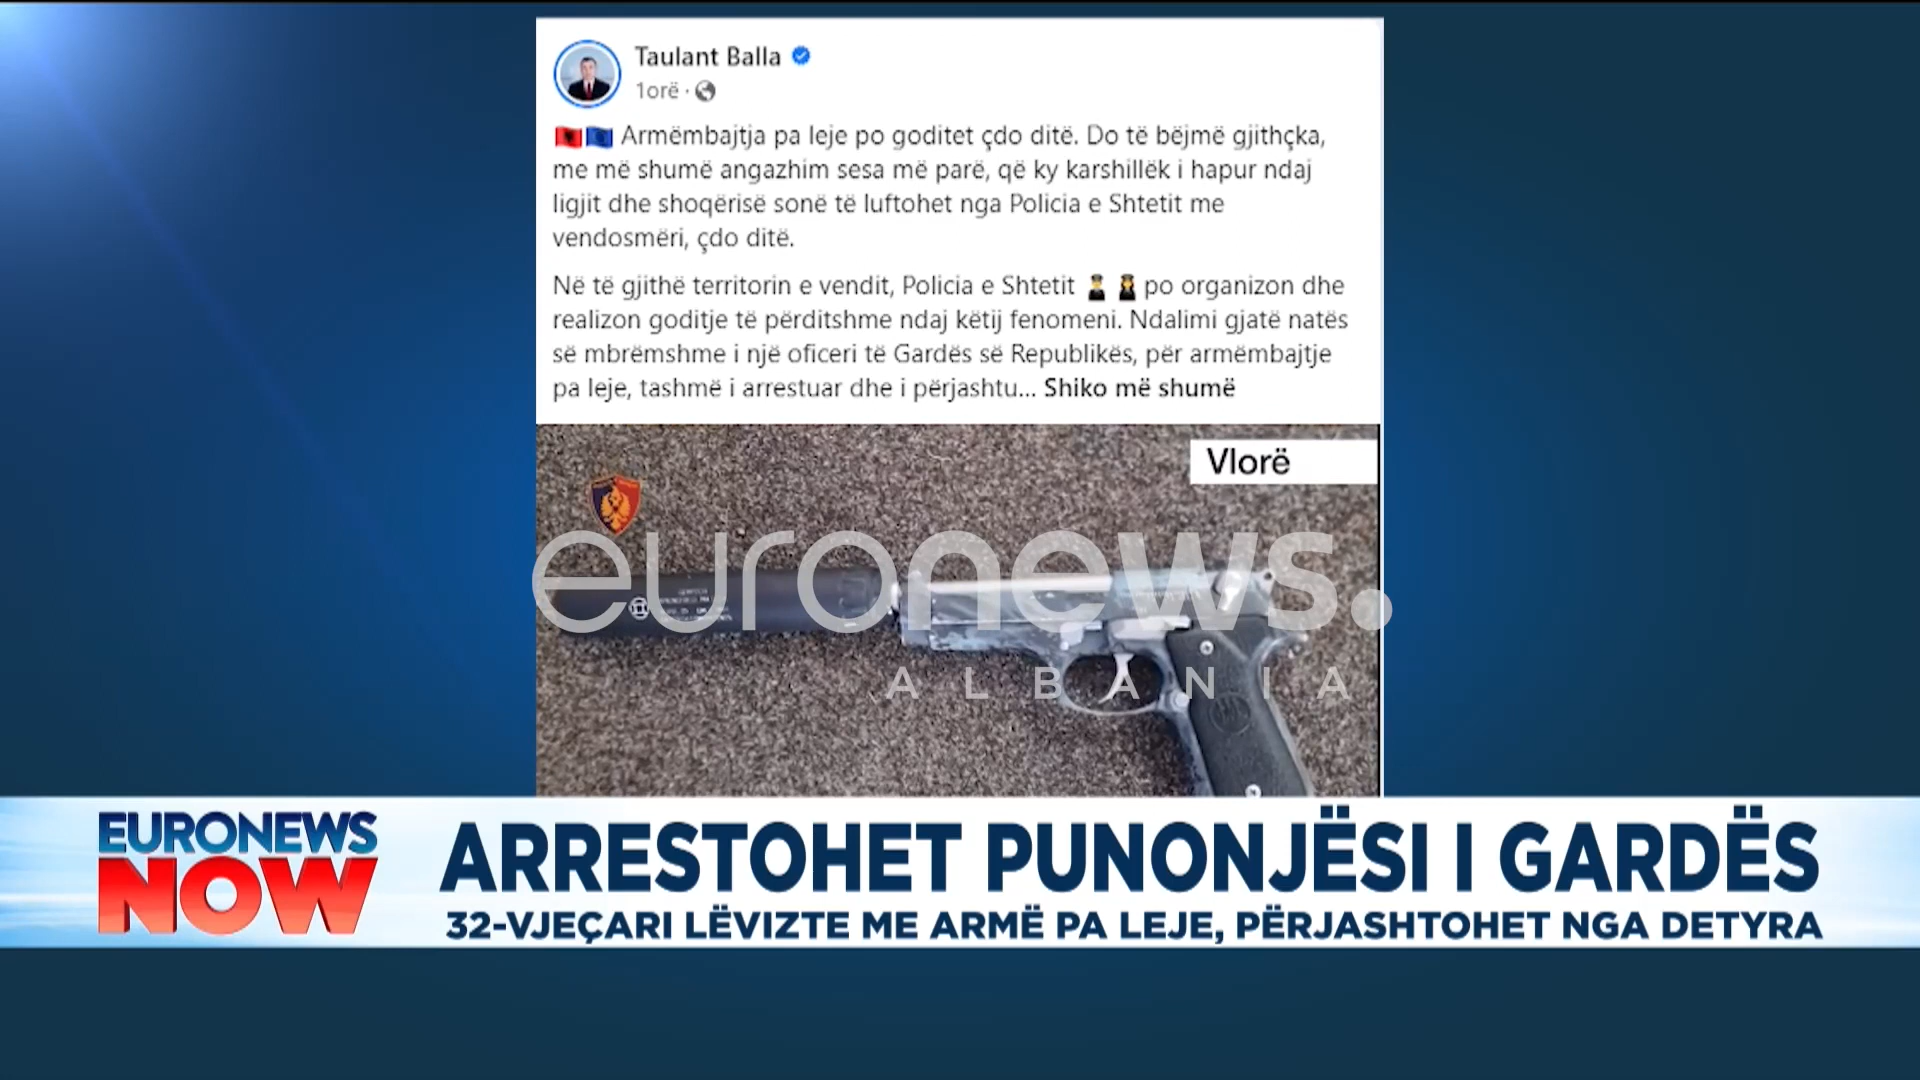 Taulant Balla
1orë ·
Armëmbajtja pa leje po goditet çdo ditë. Do të bëjmë gjithçka,
me më shumë angazhim sesa më parë, që ky karshillëk i hapur ndaj
ligjit dhe shoqërisë sonë të luftohet nga Policia e Shtetit me
vendosmëri, çdo ditë.
Në të gjithë territorin e vendit, Policia e Shtetit po organizon dhe
realizon goditje të përditshme ndaj këtij fenomeni. Ndalimi gjatë natës
së mbrëmshme i një oficeri të Gardës së Republikës, për armëmbajtje
pa leje, tashmë i arrestuar dhe i përjashtu... Shiko më shumë
Vlorë
euronews.
ALBANIA
EURONEWS
NOW
ARRESTOHET PUNONJËSI I GARDËS
32-VJEÇARI LËVIZTE ME ARMË PA LEJE, PËRJASHTOHET NGA DETYRA